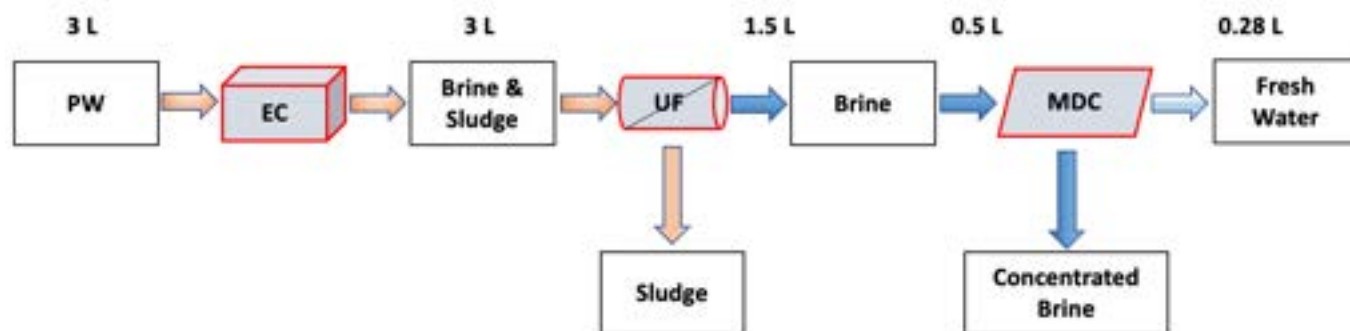 3 L
3 L
1.5 L
0.5 L
0.28 L
PW
EC
Brine &
Sludge
UF
Brine
MDC
Fresh
Water
Sludge
Concentrated
Brine